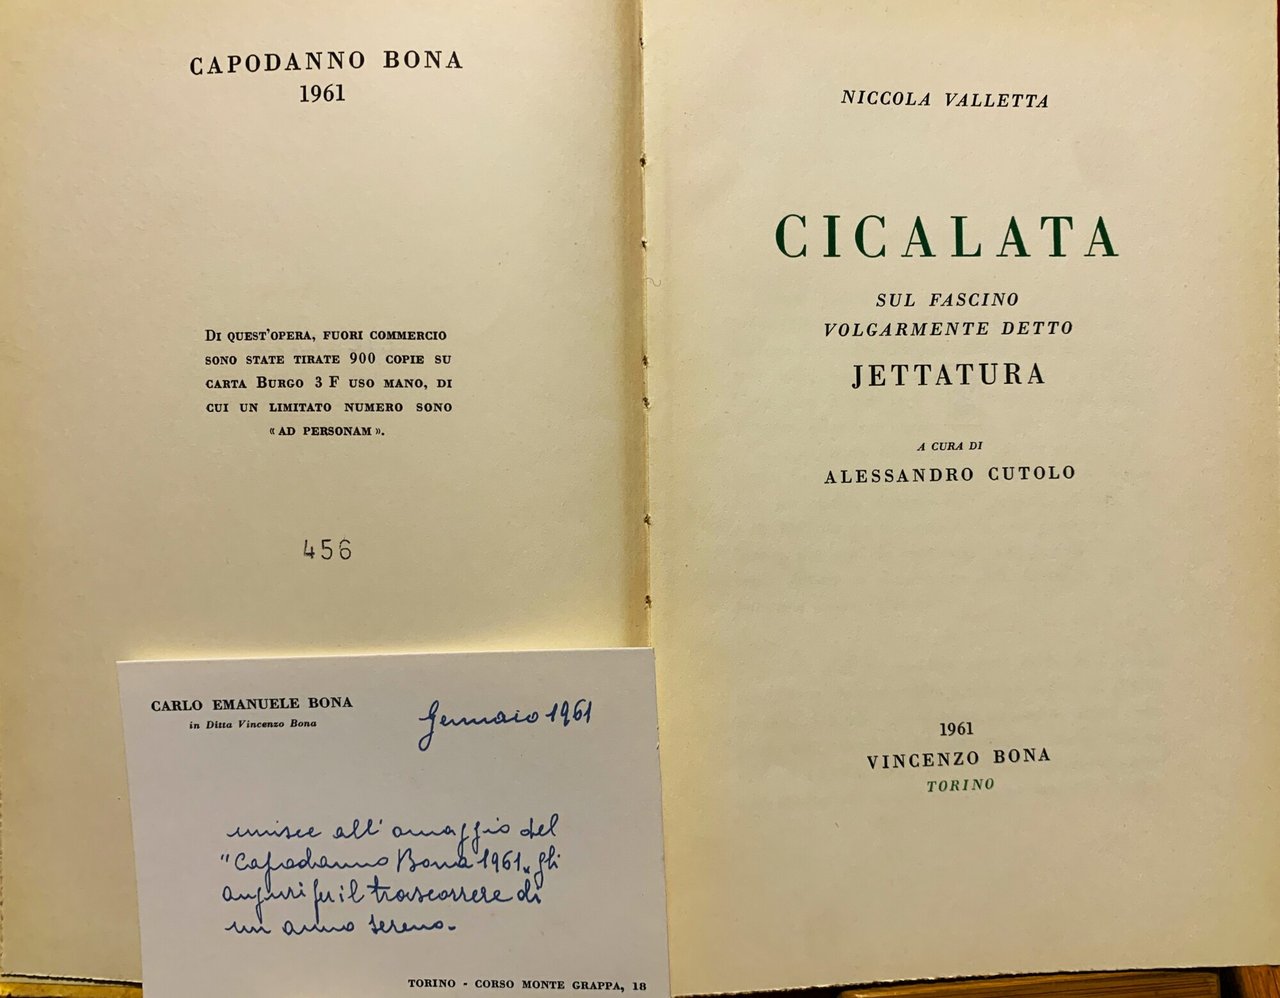 CAPODANNO BONA
1961
DI QUEST'OPERA, FUORI COMMERCIO
SONO STATE TIRATE 900 COPIE SU
CARTA BURGO 3 F USO MANO, DI
CUI UN LIMITATO NUMERO SONO
« AD PERSONAM ».
456
CARLO EMANUELE BONA
in Ditta Vincenzo Bona
Gennaio 1961
unisce all'omaggio del
"Capodanno Bona 1961" gli
auguri per il trascorrere di
un anno sereno.
TORINO - CORSO MONTE GRAPPA, 18
NICCOLA VALLETTA
CICALATA
SUL FASCINO
VOLGARMENTE DETTO
JETTATURA
A CURA DI
ALESSANDRO CUTOLO
1961
VINCENZO BONA
TORINO